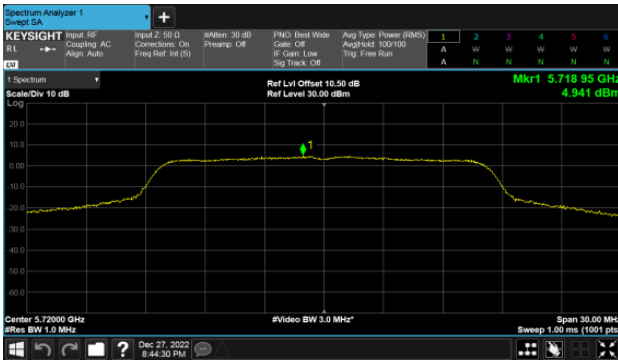 Spectrum Analyzer 1
Swept SA
KEYSIGHT
RL
LXI
Input: RF
Coupling: AC
Align: Auto
Input Z: 50 Ω
Corrections: On
Freq Ref: Int (S)
#Atten: 30 dB
Preamp: Off
PNO: Best Wide
Gate: Off
IF Gain: Low
Sig Track: Off
Avg Type: Power (RMS)
Avg|Hold: 100/100
Trig: Free Run
1 2 3 4 5 6
A W W W W W
A N N N N N
1 Spectrum
Scale/Div 10 dB
Log
Ref Lvl Offset 10.50 dB
Ref Level 30.00 dBm
Mkr1 5.718 95 GHz
4.941 dBm
20.0
10.0
0.00
-10.0
-20.0
-30.0
-40.0
-50.0
-60.0
1
Center 5.72000 GHz
#Res BW 1.0 MHz
#Video BW 3.0 MHz*
Span 30.00 MHz
Sweep 1.00 ms (1001 pts)
Dec 27, 2022
8:44:30 PM